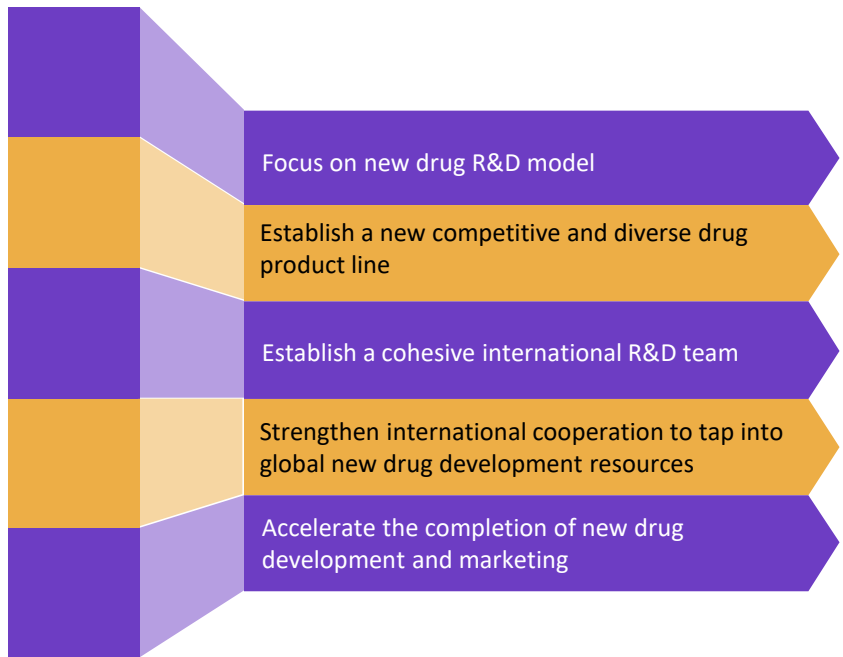 Focus on new drug R&D model
Establish a new competitive and diverse drug
product line
Establish a cohesive international R&D team
Strengthen international cooperation to tap into
global new drug development resources
Accelerate the completion of new drug
development and marketing